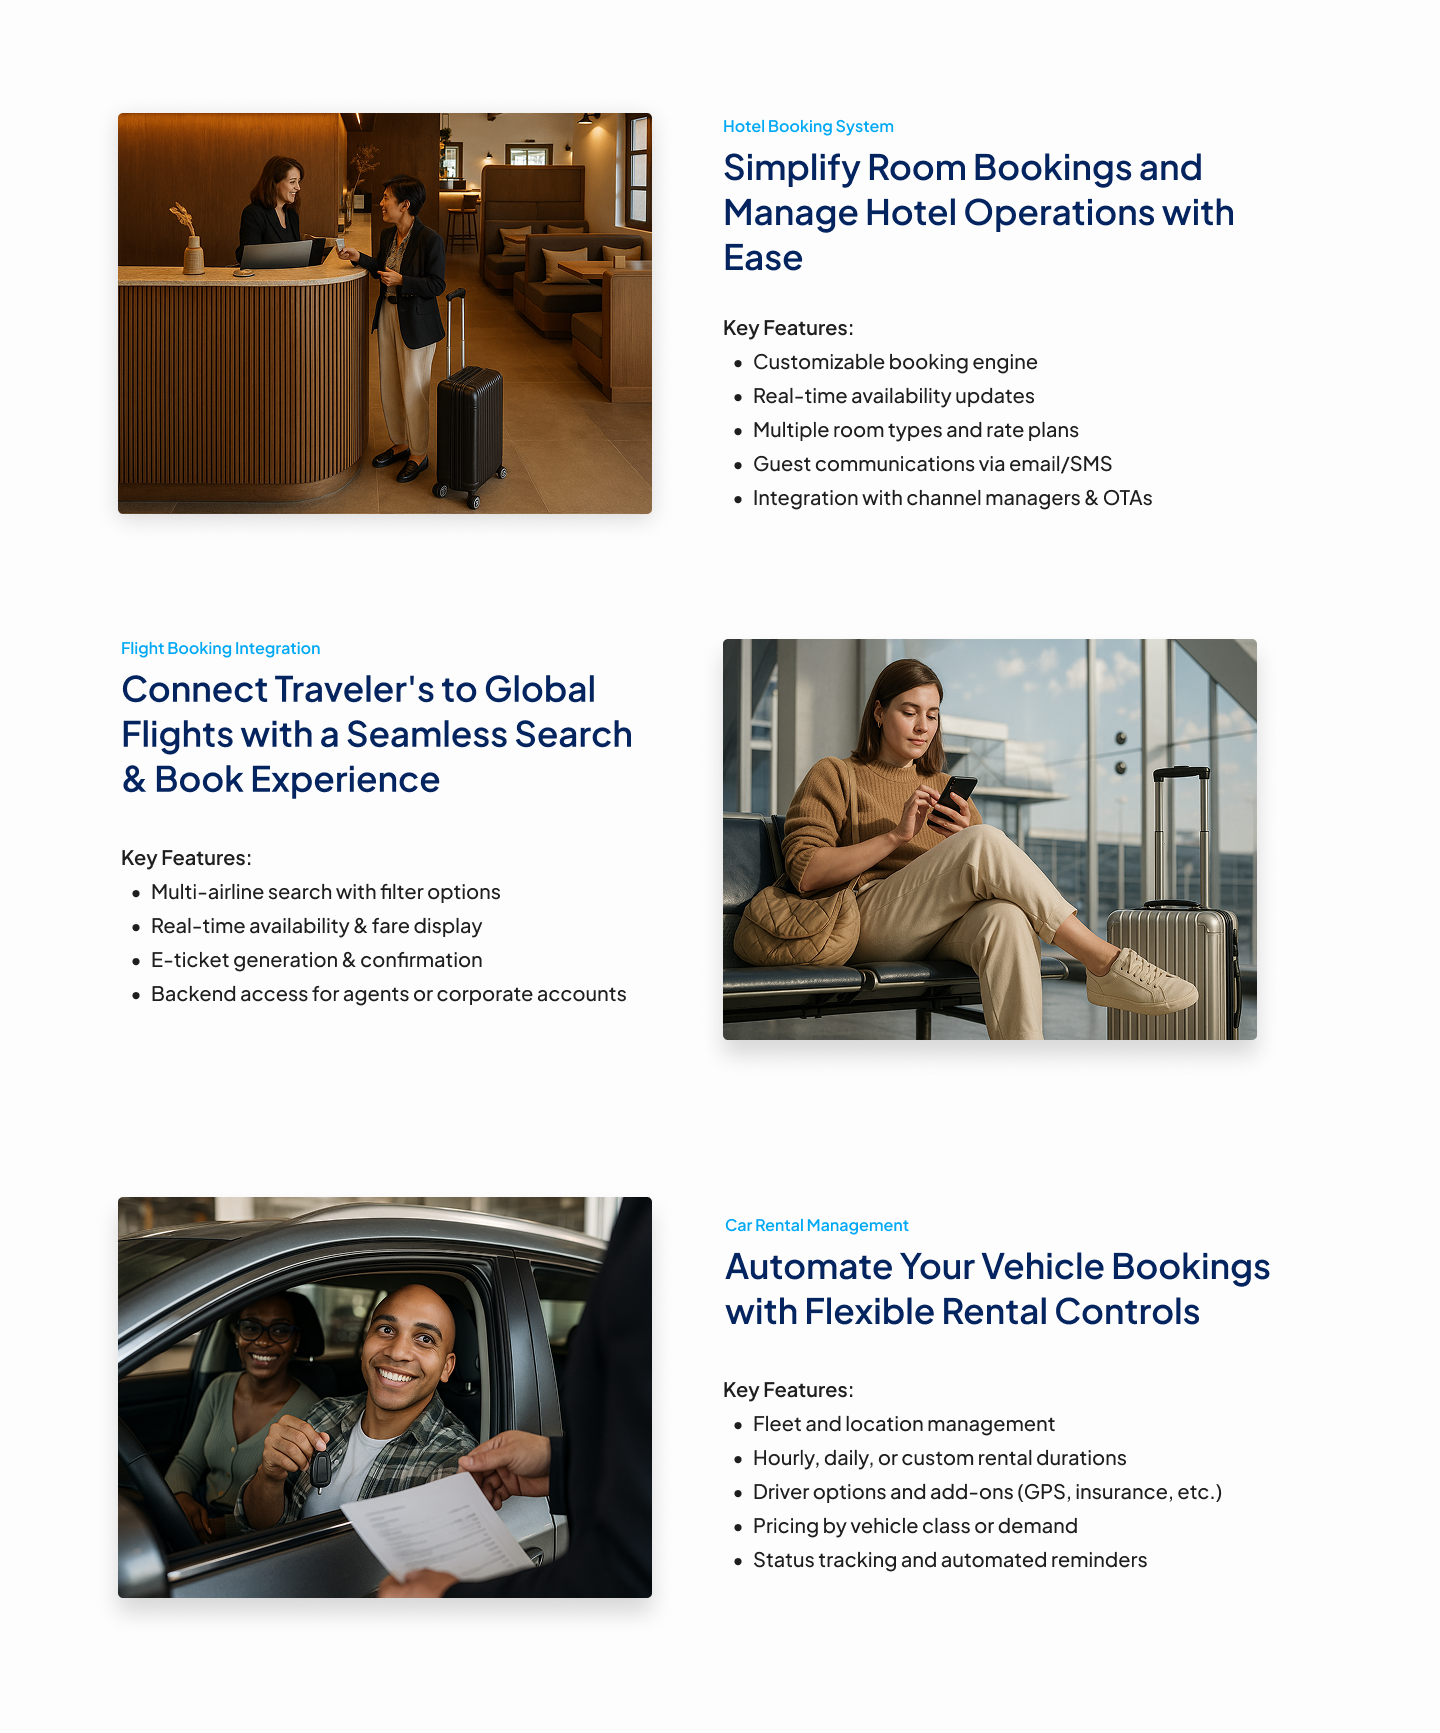 Hotel Booking System
Simplify Room Bookings and
Manage Hotel Operations with
Ease
Key Features:
• Customizable booking engine
• Real-time availability updates
• Multiple room types and rate plans
• Guest communications via email/SMS
• Integration with channel managers & OTAs
Flight Booking Integration
Connect Traveler's to Global
Flights with a Seamless Search
& Book Experience
Key Features:
• Multi-airline search with filter options
• Real-time availability & fare display
• E-ticket generation & confirmation
• Backend access for agents or corporate accounts
Car Rental Management
Automate Your Vehicle Bookings
with Flexible Rental Controls
Key Features:
• Fleet and location management
• Hourly, daily, or custom rental durations
• Driver options and add-ons (GPS, insurance, etc.)
• Pricing by vehicle class or demand
• Status tracking and automated reminders